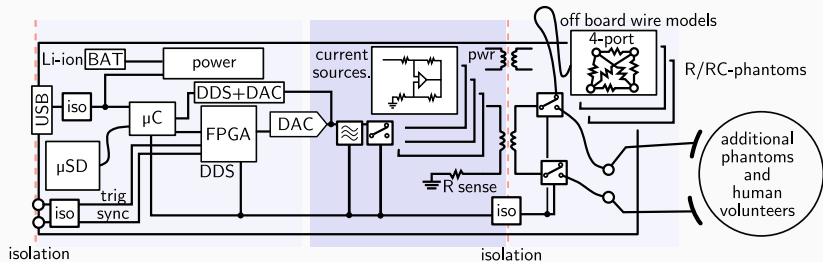 off board wire models
4-port
current
sources.
pwr
Li-ion
BAT
power
R/RC-phantoms
USB
iso
DDS+DAC
µC
FPGA
DAC
µSD
DDS
R sense
additional
phantoms
and
human
volunteers
trig
sync
iso
iso
isolation
isolation